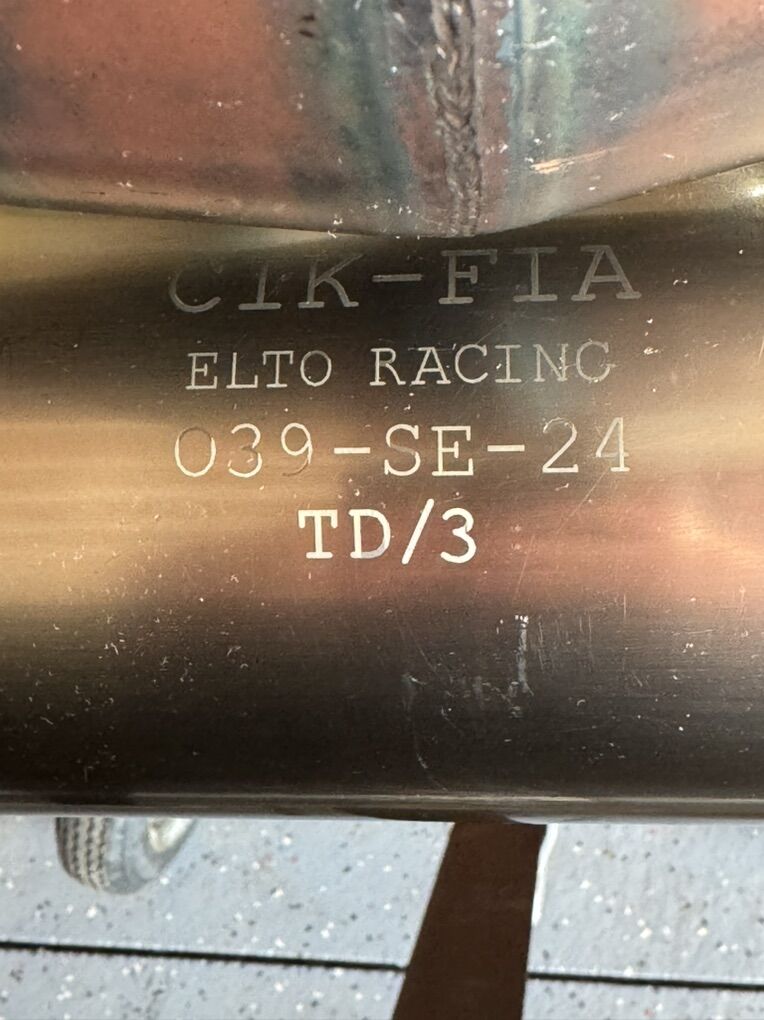 CIK-FIA
ELTO RACING
039-SE-24
TD/3